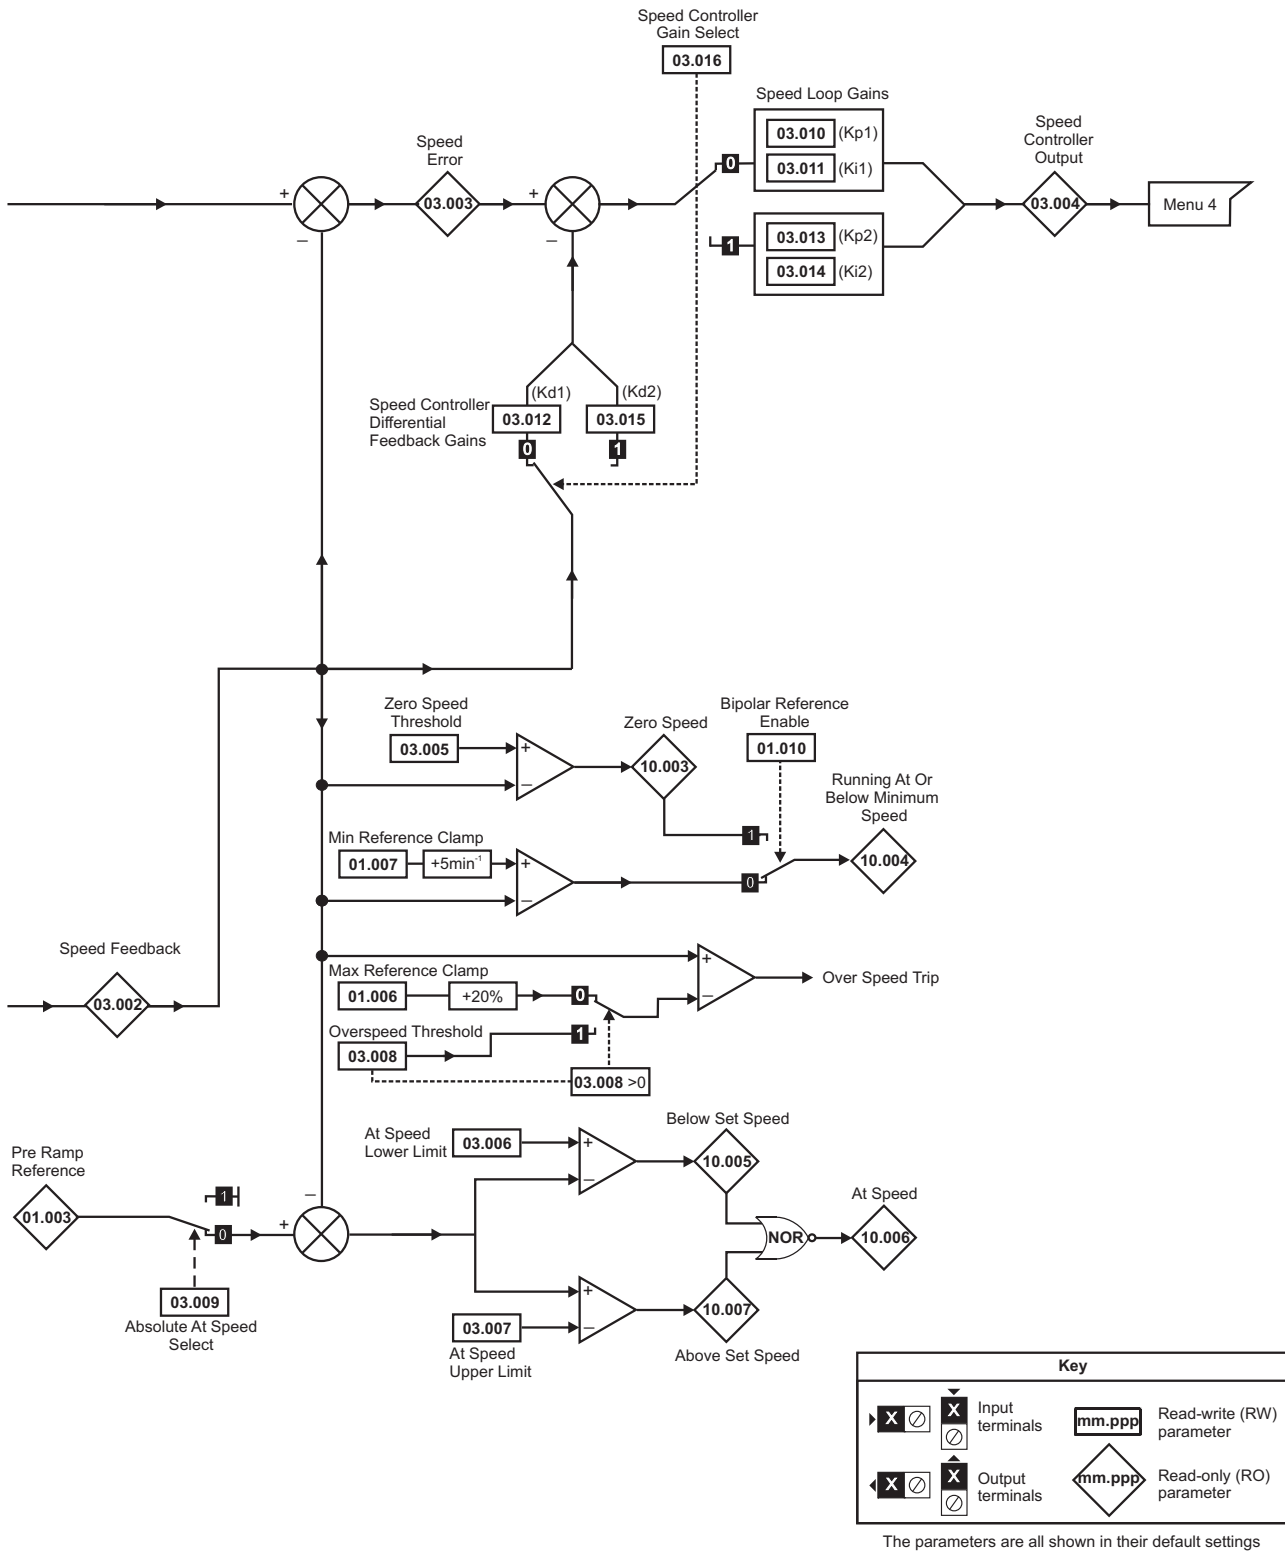 Speed Controller
Gain Select
03.016
Speed Loop Gains
03.010 (Kp1)
0
03.011 (Ki1)
Speed
Error
+
03.003
+
–
–
Speed
Controller
Output
03.004
Menu 4
1
03.013 (Kp2)
03.014 (Ki2)
Speed Controller
Differential
Feedback Gains
(Kd1)
(Kd2)
03.012
03.015
0
1
Zero Speed
Threshold
03.005
+
–
Zero Speed
10.003
Bipolar Reference
Enable
01.010
Running At Or
Below Minimum
Speed
1
10.004
Min Reference Clamp
01.007
+5min-1
+
–
0
Speed Feedback
03.002
Max Reference Clamp
01.006
+20%
0
+
–
Over Speed Trip
Overspeed Threshold
1
03.008
03.008 >0
Pre Ramp
Reference
01.003
1
0
–
+
03.009
Absolute At Speed
Select
At Speed
Lower Limit
03.006
+
–
Below Set Speed
10.005
At Speed
NOR
10.006
+
–
03.007
At Speed
Upper Limit
10.007
Above Set Speed
Key
X
X
Input
terminals
mm.ppp
Read-write (RW)
parameter
X
X
Output
terminals
mm.ppp
Read-only (RO)
parameter
The parameters are all shown in their default settings